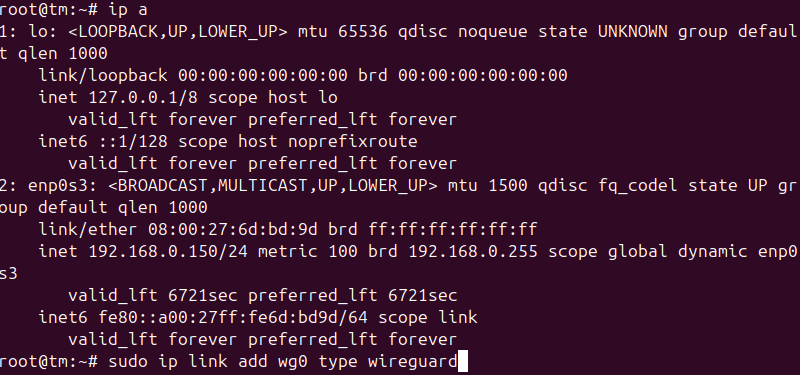 root@tm:~# ip a
1: lo: <LOOPBACK,UP,LOWER_UP> mtu 65536 qdisc noqueue state UNKNOWN group defaul
t qlen 1000
    link/loopback 00:00:00:00:00:00 brd 00:00:00:00:00:00
    inet 127.0.0.1/8 scope host lo
       valid_lft forever preferred_lft forever
    inet6 ::1/128 scope host noprefixroute
       valid_lft forever preferred_lft forever
2: enp0s3: <BROADCAST,MULTICAST,UP,LOWER_UP> mtu 1500 qdisc fq_codel state UP gr
oup default qlen 1000
    link/ether 08:00:27:6d:bd:9d brd ff:ff:ff:ff:ff:ff
    inet 192.168.0.150/24 metric 100 brd 192.168.0.255 scope global dynamic enp0
s3
       valid_lft 6721sec preferred_lft 6721sec
    inet6 fe80::a00:27ff:fe6d:bd9d/64 scope link
       valid_lft forever preferred_lft forever
root@tm:~# sudo ip link add wg0 type wireguard